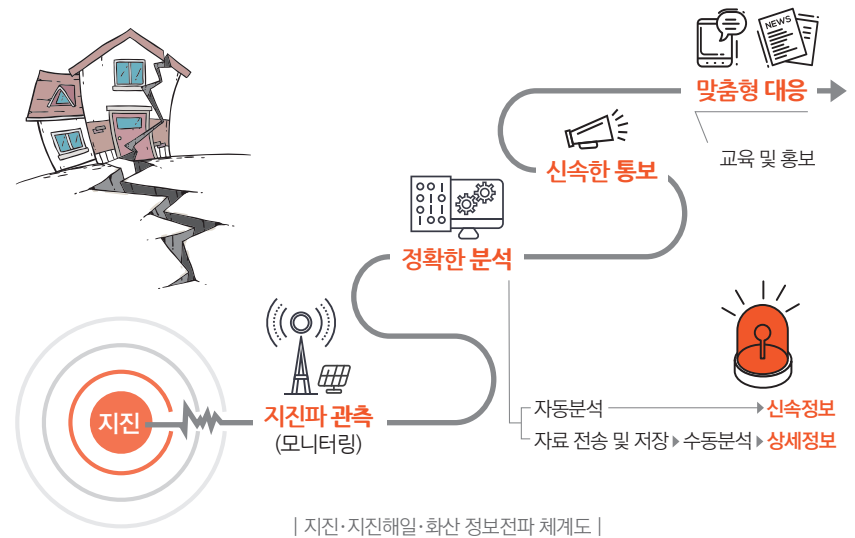 NEWS
맞춤형 대응
교육 및 홍보
신속한 통보
정확한 분석
지진
지진파 관측
(모니터링)
자동분석 신속정보
자료 전송 및 저장 수동분석 상세정보
| 지진·지진해일·화산 정보전파 체계도 |